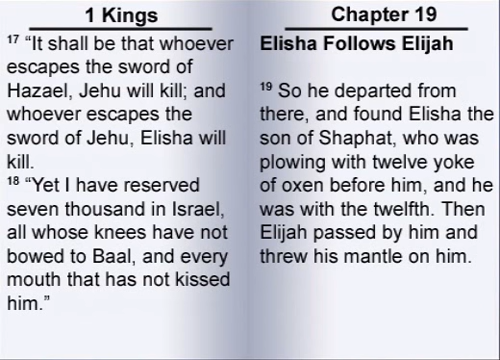 1 Kings
17 “It shall be that whoever
escapes the sword of
Hazael, Jehu will kill; and
whoever escapes the
sword of Jehu, Elisha will
kill.
18 “Yet I have reserved
seven thousand in Israel,
all whose knees have not
bowed to Baal, and every
mouth that has not kissed
him.”
Chapter 19
Elisha Follows Elijah
19 So he departed from
there, and found Elisha the
son of Shaphat, who was
plowing with twelve yoke
of oxen before him, and he
was with the twelfth. Then
Elijah passed by him and
threw his mantle on him.